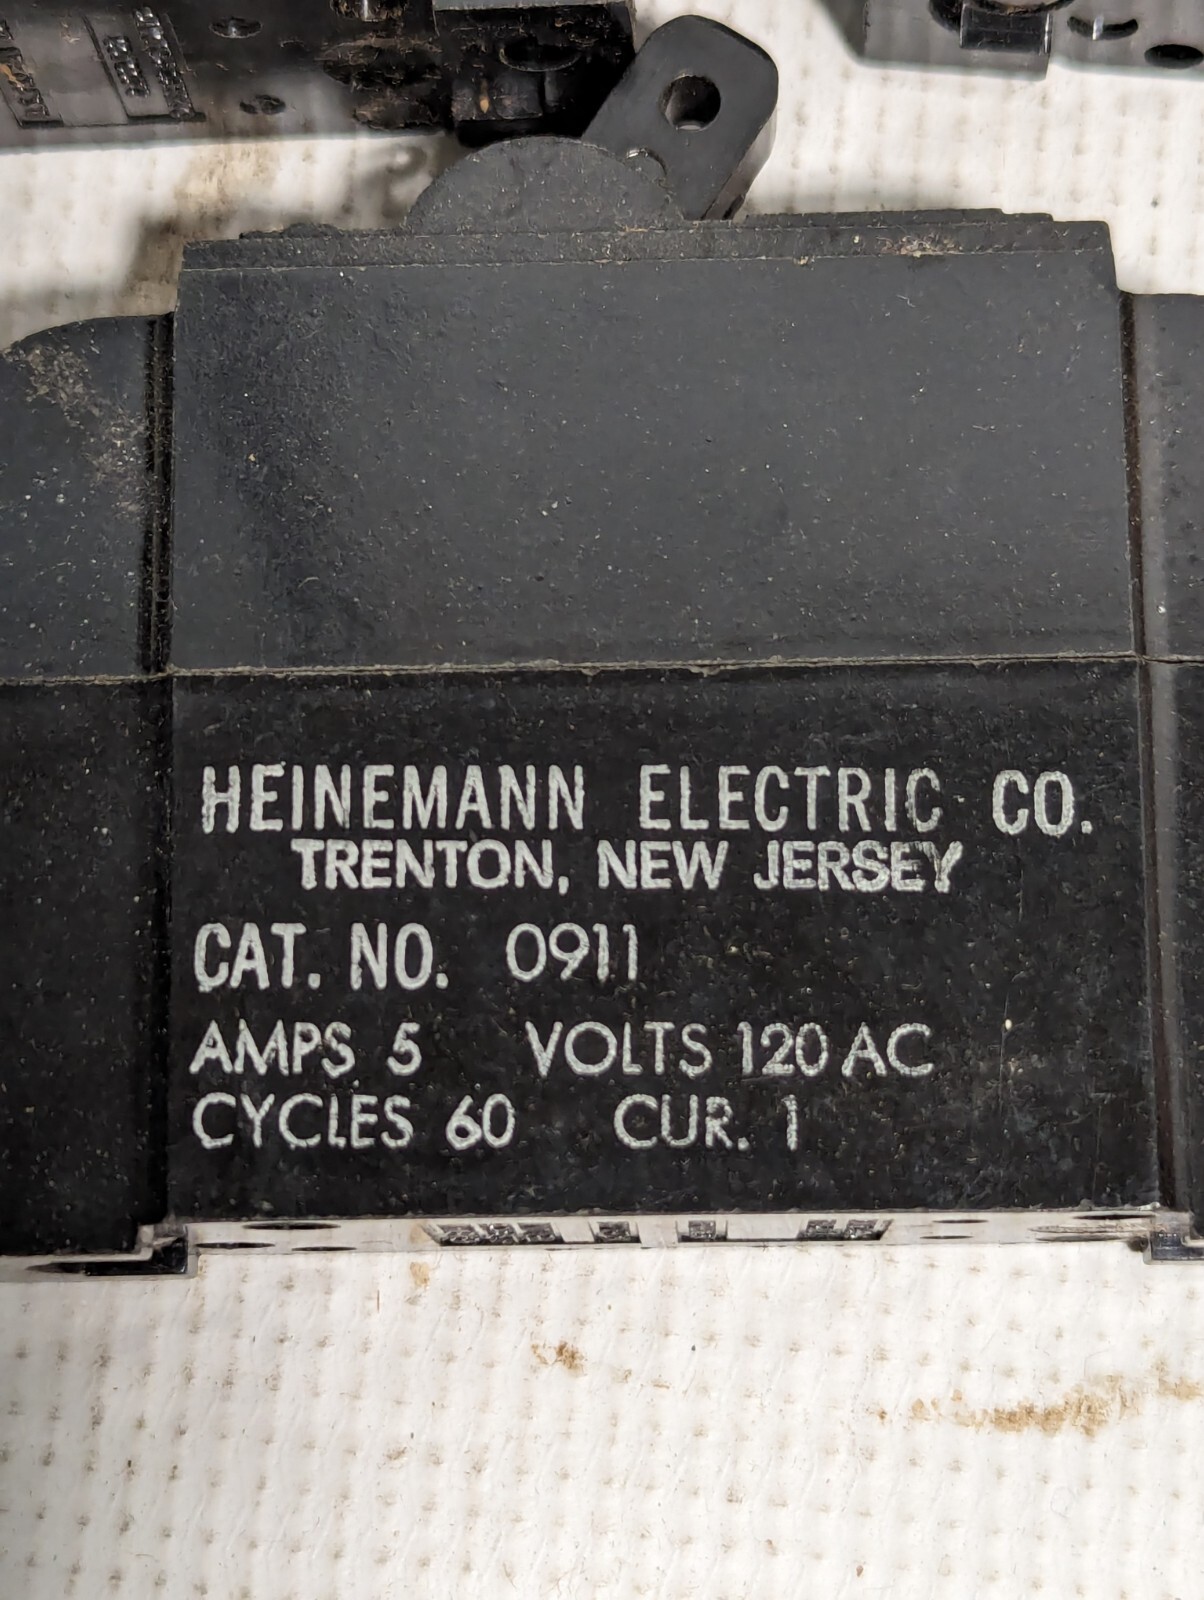 HEINEMANN ELECTRIC CO.
TRENTON, NEW JERSEY
CAT. NO. 0911
AMPS 5 VOLTS 120 AC
CYCLES 60 CUR. 1